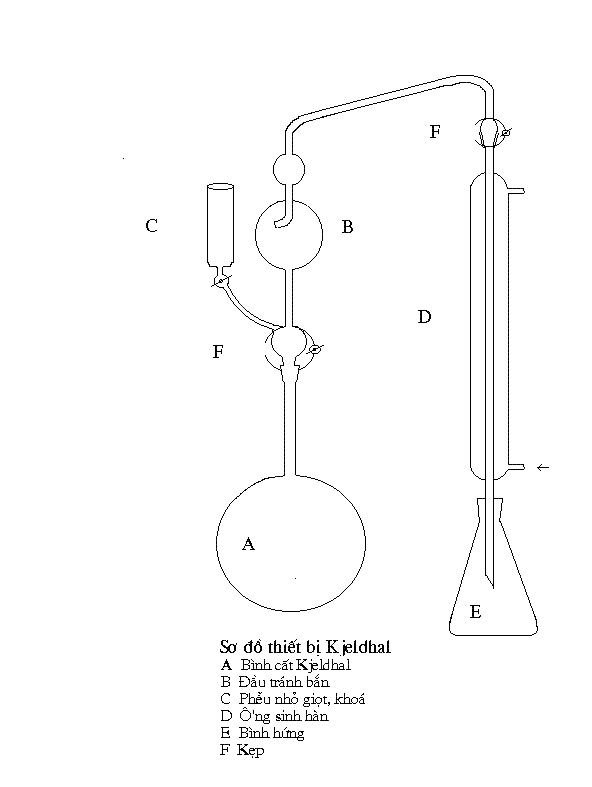 F
C
B
D
F
←
A
E
Sơ đồ thiết bị Kjeldhal
A Bình cất Kjeldhal
B Đầu tránh bắn
C Phễu nhỏ giọt, khoá
D Ô'ng sinh hàn
E Bình hứng
F Kẹp